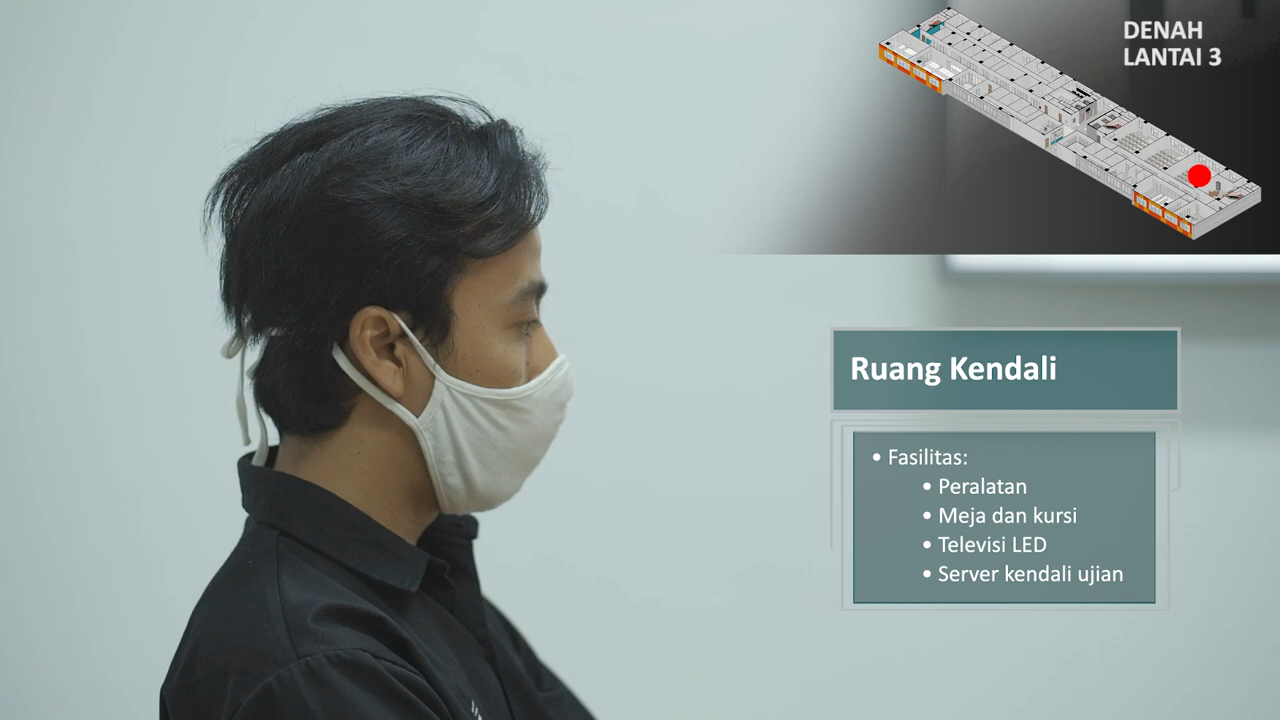 DENAH
LANTAI 3
Ruang Kendali
• Fasilitas:
• Peralatan
• Meja dan kursi
• Televisi LED
• Server kendali ujian